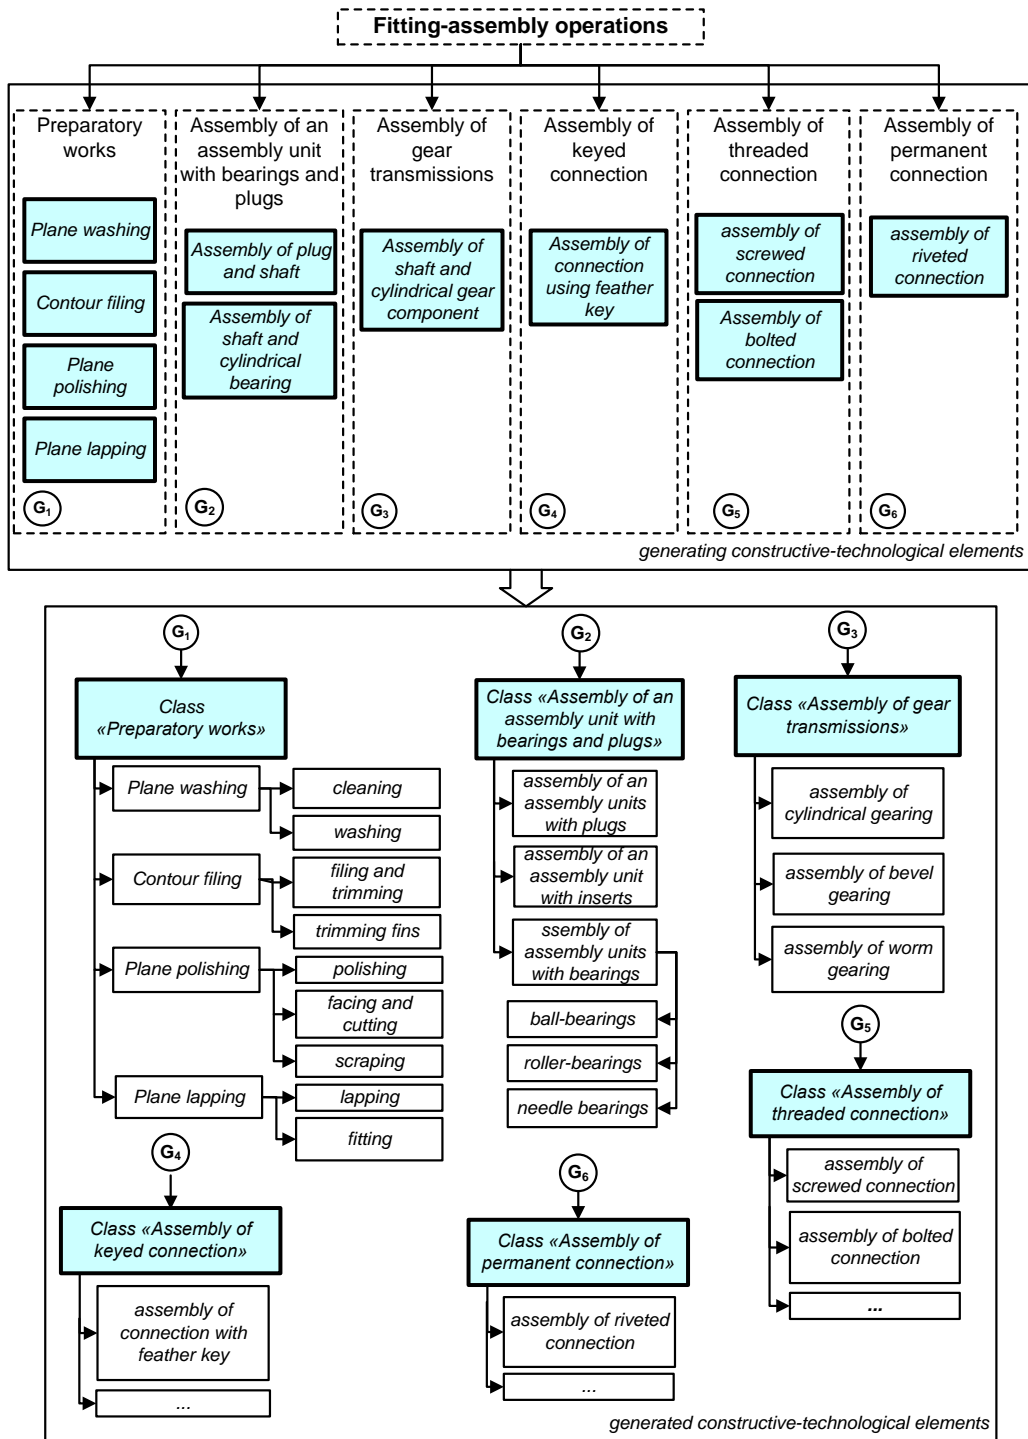 Fitting-assembly operations
Preparatory
works
Plane washing
Contour filing
Plane
polishing
Plane lapping
G1
Assembly of an
assembly unit
with bearings and
plugs
Assembly of plug
and shaft
Assembly of
shaft and
cylindrical
bearing
G2
Assembly of
gear
transmissions
Assembly of
shaft and
cylindrical gear
component
G3
Assembly of
keyed
connection
Assembly of
connection
using feather
key
G4
Assembly of
threaded
connection
assembly of
screwed
connection
Assembly of
bolted
connection
G5
Assembly of
permanent
connection
assembly of
riveted
connection
G6
generating constructive-technological elements
G1
Class
«Preparatory works»
Plane washing
cleaning
washing
Contour filing
filing and
trimming
trimming fins
Plane polishing
polishing
facing and
cutting
scraping
Plane lapping
lapping
fitting
G2
Class «Assembly of an
assembly unit with
bearings and plugs»
assembly of an
assembly units
with plugs
assembly of an
assembly unit
with inserts
ssembly of
assembly units
with bearings
ball-bearings
roller-bearings
needle bearings
G3
Class «Assembly of gear
transmissions»
assembly of
cylindrical gearing
assembly of bevel
gearing
assembly of worm
gearing
G4
Class «Assembly of
keyed connection»
assembly of
connection with
feather key
...
G6
Class «Assembly of
permanent connection»
assembly of riveted
connection
...
G5
Class «Assembly of
threaded connection»
assembly of
screwed connection
assembly of bolted
connection
...
generated constructive-technological elements